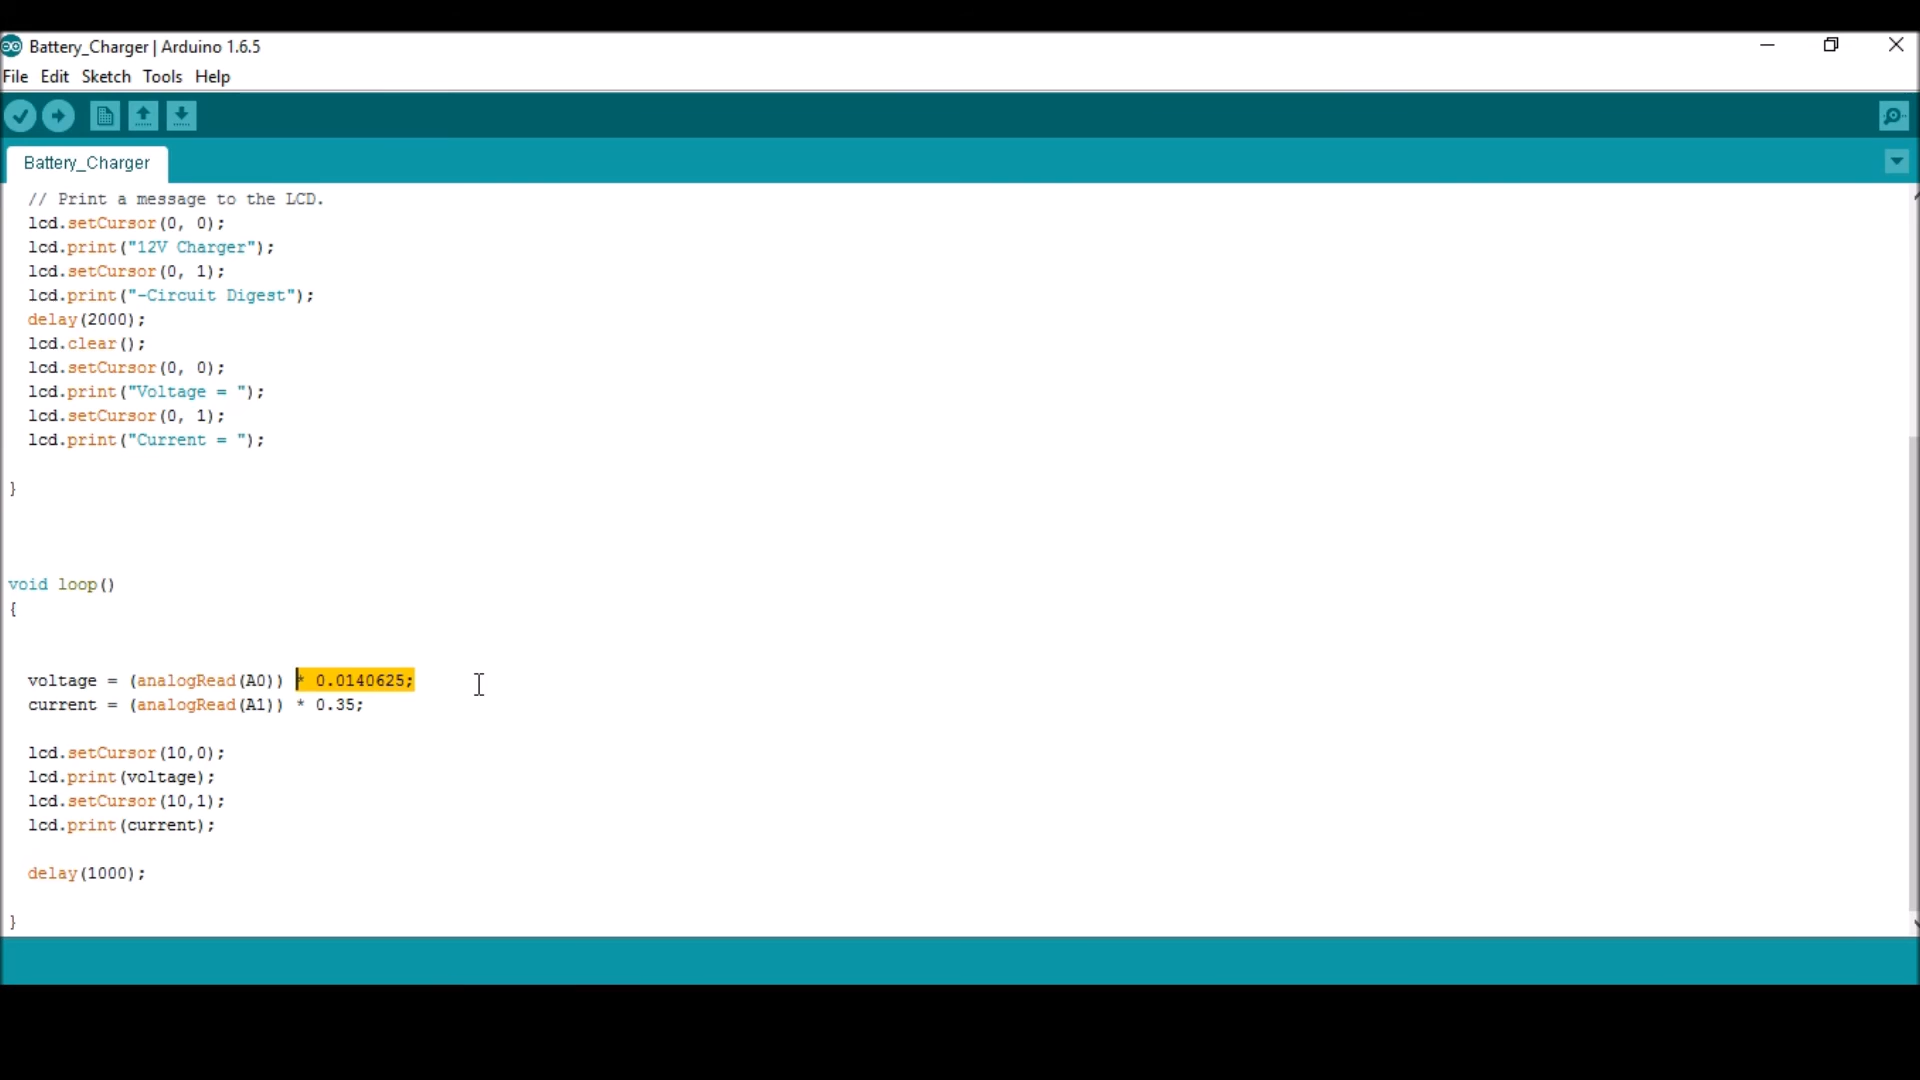 Battery_Charger | Arduino 1.6.5
File Edit Sketch Tools Help
Battery_Charger
// Print a message to the LCD.
lcd.setCursor(0, 0);
lcd.print("12V Charger");
lcd.setCursor(0, 1);
lcd.print("-Circuit Digest");
delay(2000);
lcd.clear();
lcd.setCursor(0, 0);
lcd.print("Voltage = ");
lcd.setCursor(0, 1);
lcd.print("Current = ");
}
void loop()
{
voltage = (analogRead(A0)) * 0.0140625;
current = (analogRead(A1)) * 0.35;
lcd.setCursor(10,0);
lcd.print(voltage);
lcd.setCursor(10,1);
lcd.print(current);
delay(1000);
}